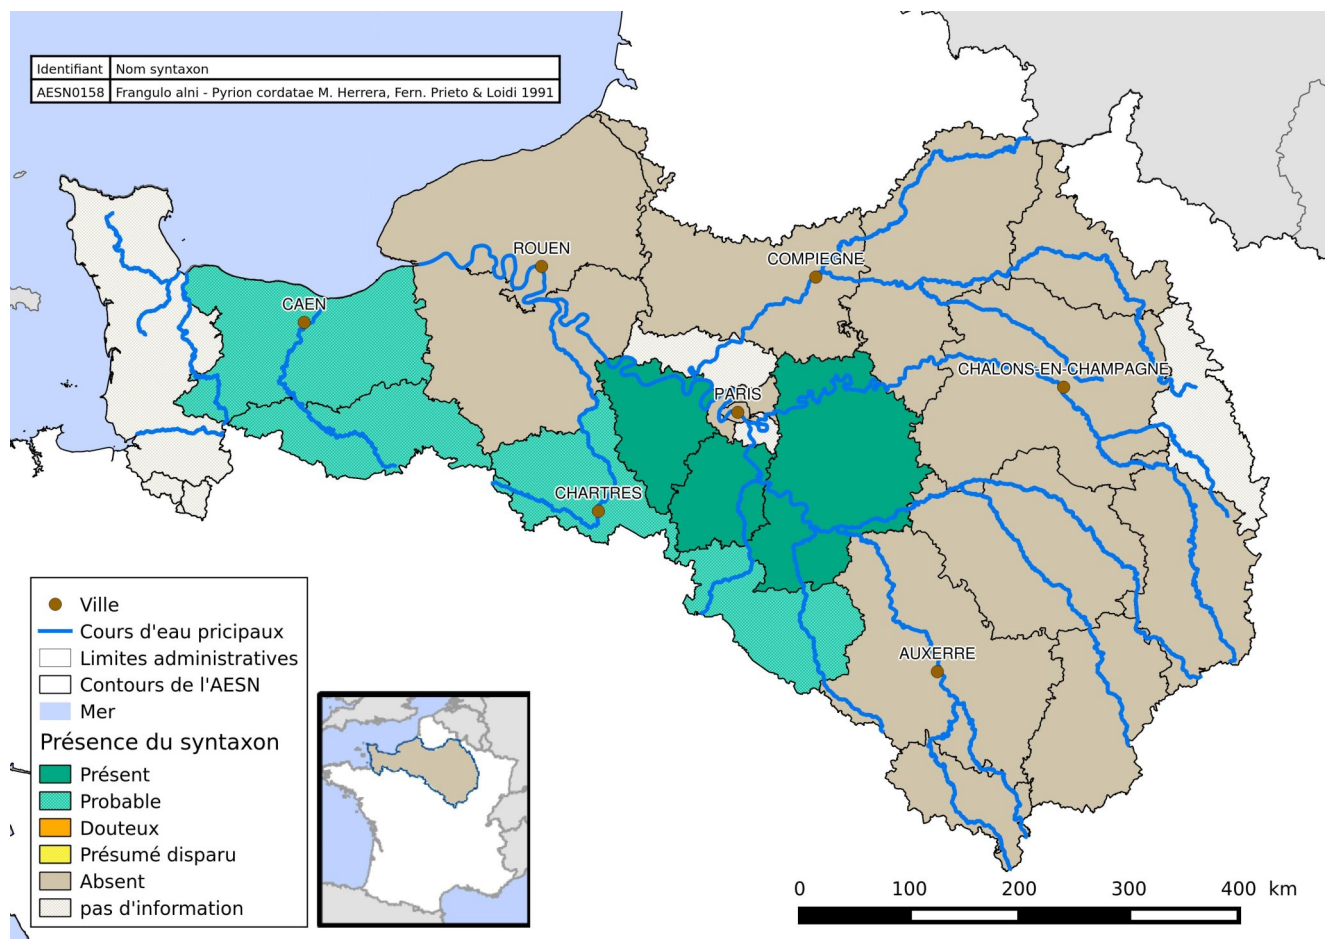 Identifiant Nom syntaxon
AESN0158 Frangulo alni - Pyrion cordatae M. Herrera, Fern. Prieto & Loidi 1991
ROUEN
COMPIEGNE
CAEN
CHALONS-EN-CHAMPAGNE
PARIS
CHARTRES
AUXERRE
Ville
Cours d'eau pricipaux
Limites administratives
Contours de l'AESN
Mer
Présence du syntaxon
Présent
Probable
Douteux
Présumé disparu
Absent
pas d'information
0 100 200 300 400 km